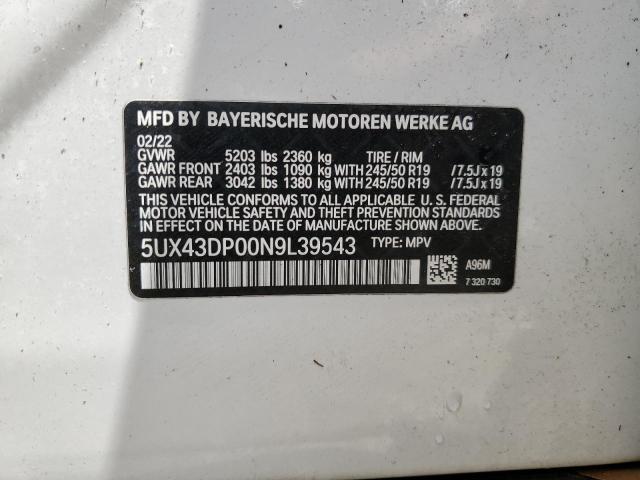 MFD BY BAYERISCHE MOTOREN WERKE AG
02/22
GVWR 5203 lbs 2360 kg TIRE / RIM
GAWR FRONT 2403 lbs 1090 kg WITH 245/50 R19 /7.5J x 19
GAWR REAR 3042 lbs 1380 kg WITH 245/50 R19 /7.5J x 19
THIS VEHICLE CONFORMS TO ALL APPLICABLE U. S. FEDERAL
MOTOR VEHICLE SAFETY AND THEFT PREVENTION STANDARDS
IN EFFECT ON THE DATE OF MANUFACTURE SHOWN ABOVE.
5UX43DP00N9L39543 TYPE: MPV
A96M
7 320 730